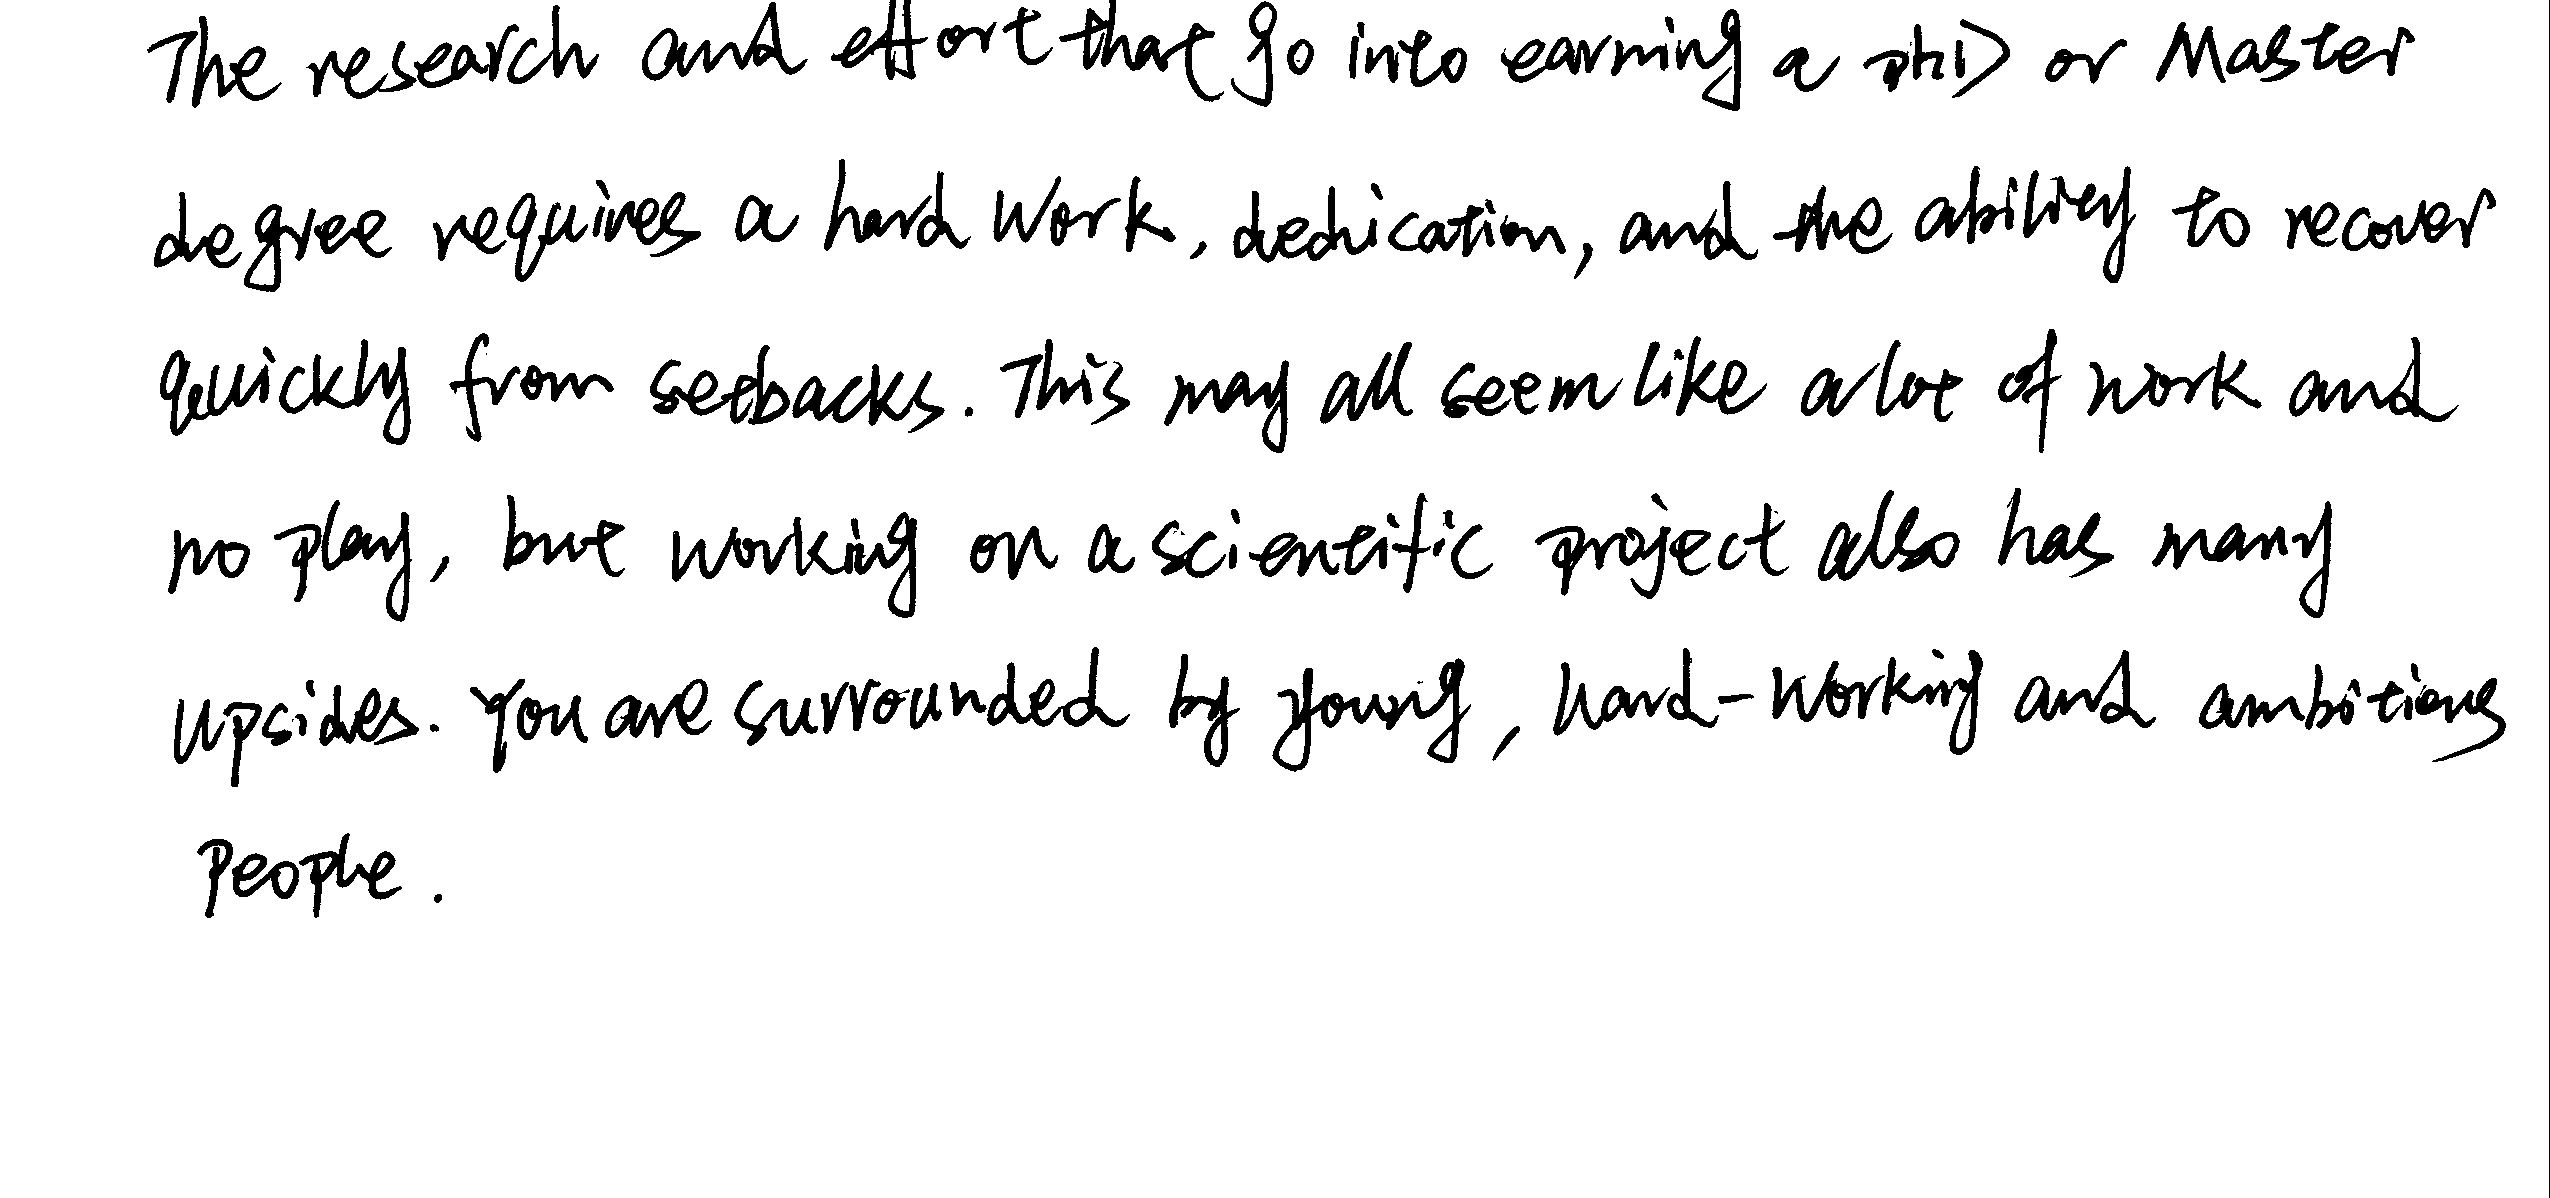 The research and effort that go into earning a phD or Master
degree requires a hard work, dedication, and the ability to recover
quickly from setbacks. This may all seem like a lot of work and
no play, but working on a scientific project also has many
upsides. You are surrounded by young, hard-working and ambitious
People.